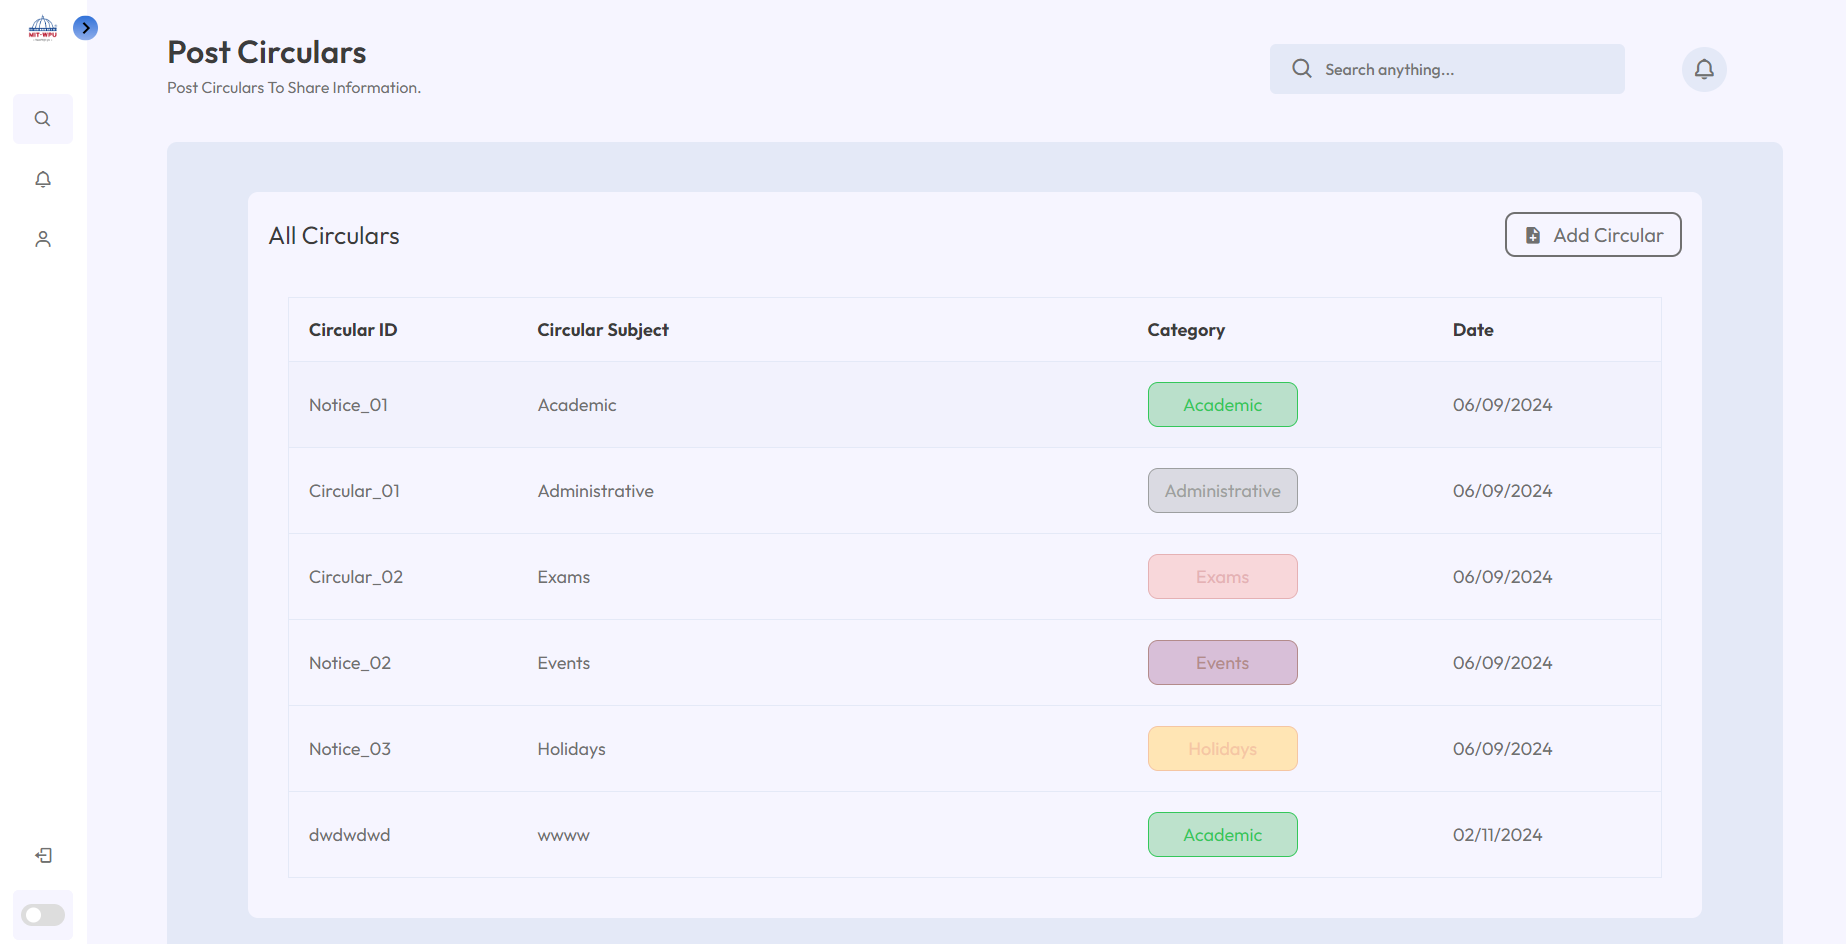 MIT-WPU
Post Circulars
Post Circulars To Share Information.
Search anything...
All Circulars
Add Circular
Circular ID Circular Subject Category Date
Notice_01 Academic Academic 06/09/2024
Circular_01 Administrative Administrative 06/09/2024
Circular_02 Exams Exams 06/09/2024
Notice_02 Events Events 06/09/2024
Notice_03 Holidays Holidays 06/09/2024
dwdwdwd wwww Academic 02/11/2024